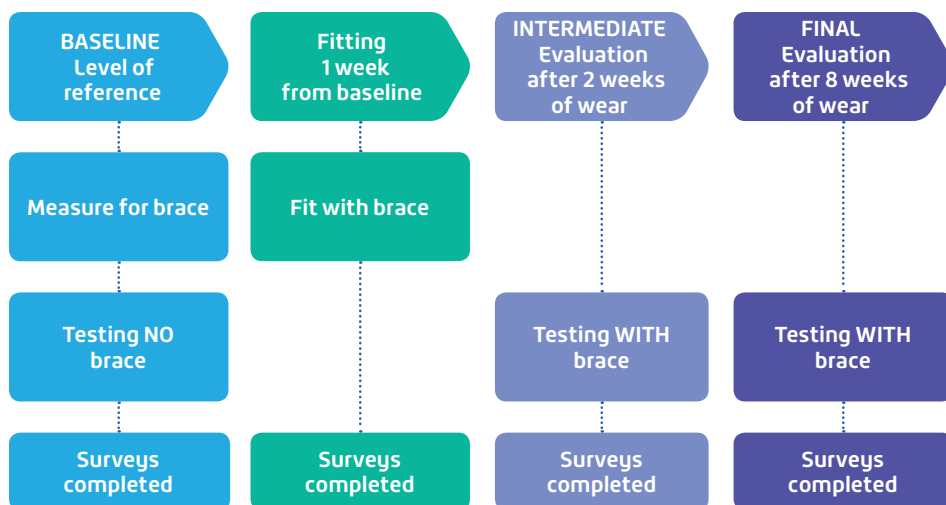 BASELINE
Level of
reference
Fitting
1 week
from baseline
INTERMEDIATE
Evaluation
after 2 weeks
of wear
FINAL
Evaluation
after 8 weeks
of wear
Measure for brace
Fit with brace
Testing NO
brace
Testing WITH
brace
Testing WITH
brace
Surveys
completed
Surveys
completed
Surveys
completed
Surveys
completed